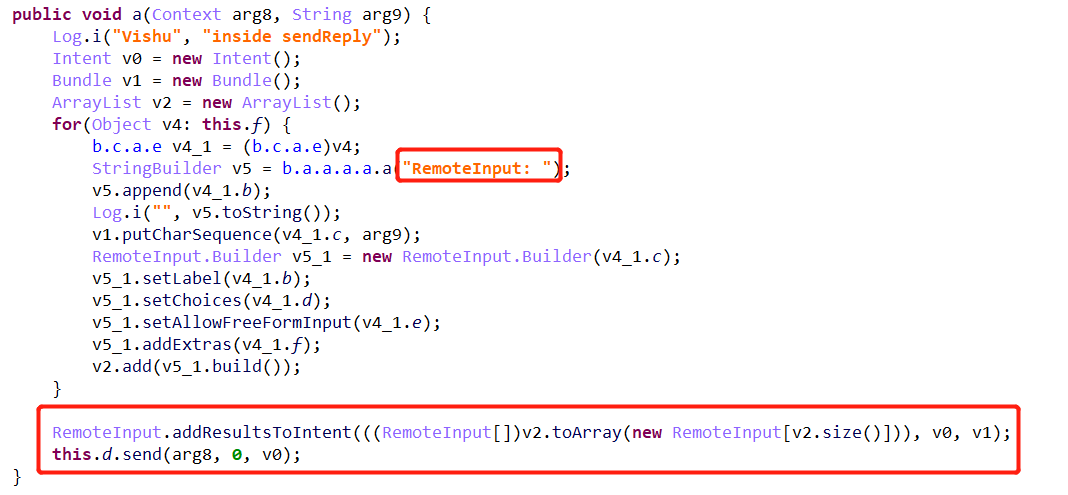 public void a(Context arg8, String arg9) {
    Log.i("Vishu", "inside sendReply");
    Intent v0 = new Intent();
    Bundle v1 = new Bundle();
    ArrayList v2 = new ArrayList();
    for(Object v4: this.f) {
        b.c.a.e v4_1 = (b.c.a.e)v4;
        StringBuilder v5 = b.a.a.a.a.a("RemoteInput: ");
        v5.append(v4_1.b);
        Log.i("", v5.toString());
        v1.putCharSequence(v4_1.c, arg9);
        RemoteInput.Builder v5_1 = new RemoteInput.Builder(v4_1.c);
        v5_1.setLabel(v4_1.b);
        v5_1.setChoices(v4_1.d);
        v5_1.setAllowFreeFormInput(v4_1.e);
        v5_1.addExtras(v4_1.f);
        v2.add(v5_1.build());
    }
    RemoteInput.addResultsToIntent(((RemoteInput[])v2.toArray(new RemoteInput[v2.size()])), v0, v1);
    this.d.send(arg8, 0, v0);
}